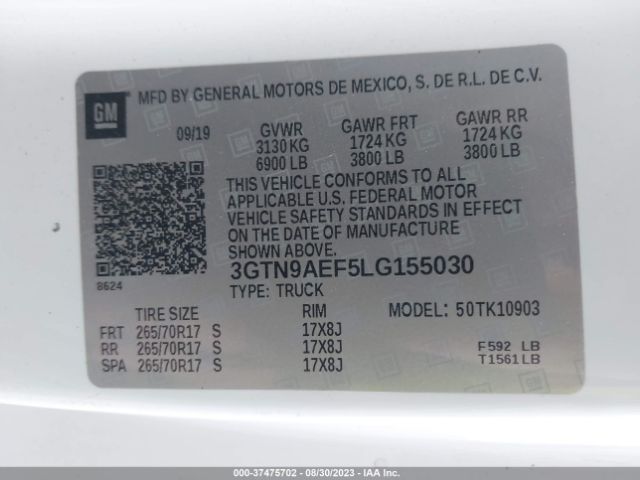 GM
MFD BY GENERAL MOTORS DE MEXICO, S. DE R.L. DE C.V.
09/19 GVWR GAWR FRT GAWR RR
3130 KG 1724 KG 1724 KG
6900 LB 3800 LB 3800 LB
THIS VEHICLE CONFORMS TO ALL
APPLICABLE U.S. FEDERAL MOTOR
VEHICLE SAFETY STANDARDS IN EFFECT
ON THE DATE OF MANUFACTURE
SHOWN ABOVE.
8624
3GTN9AEF5LG155030
TYPE: TRUCK
TIRE SIZE RIM MODEL: 50TK10903
FRT 265/70R17 S 17X8J
RR 265/70R17 S 17X8J F592 LB
SPA 265/70R17 S 17X8J T1561LB
000-37475702 - 08/30/2023 - IAAI.COM